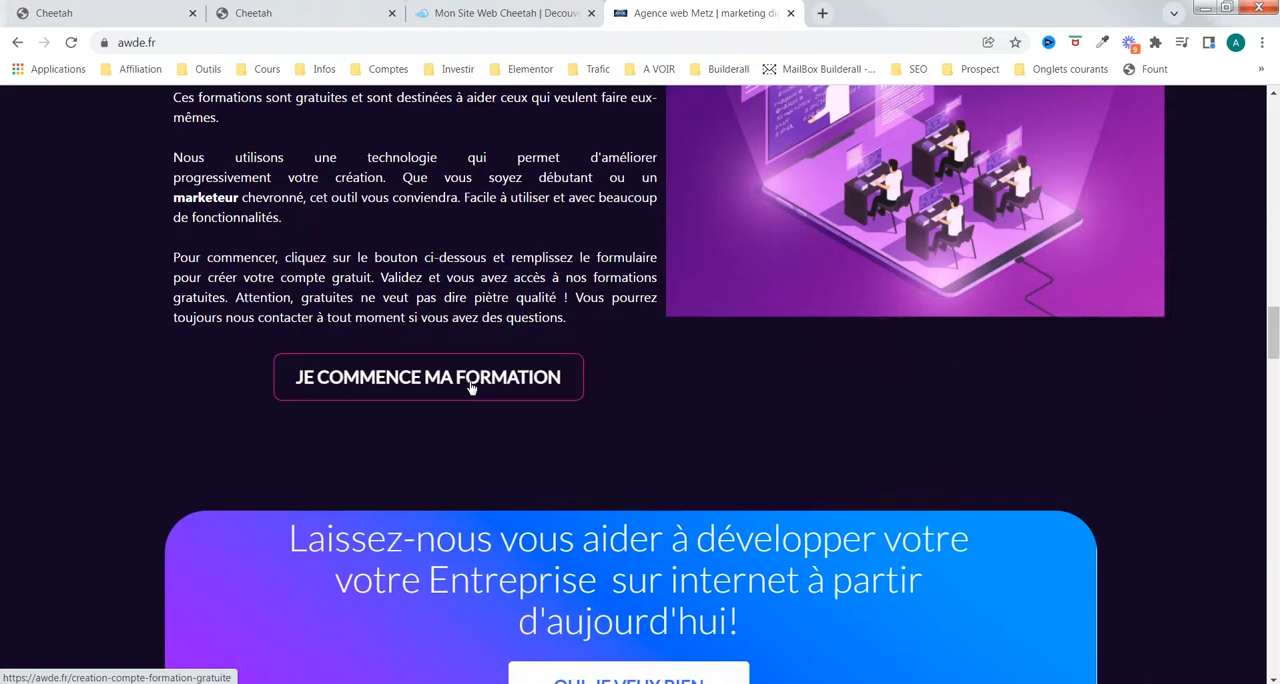 Cheetah
Cheetah
Mon Site Web Cheetah | Decouv
Agence web Metz | marketing di
awde.fr
9
A
Applications
Affiliation
Outils
Cours
Infos
Comptes
Investir
Elementor
Trafic
A VOIR
Builderall
MailBox Builderall -...
SEO
Prospect
Onglets courants
Fount
»
Ces formations sont gratuites et sont destinées à aider ceux qui veulent faire eux-
mêmes.
Nous utilisons une technologie qui permet d'améliorer
progressivement votre création. Que vous soyez débutant ou un
marketeur chevronné, cet outil vous conviendra. Facile à utiliser et avec beaucoup
de fonctionnalités.
Pour commencer, cliquez sur le bouton ci-dessous et remplissez le formulaire
pour créer votre compte gratuit. Validez et vous avez accès à nos formations
gratuites. Attention, gratuites ne veut pas dire piètre qualité ! Vous pourrez
toujours nous contacter à tout moment si vous avez des questions.
JE COMMENCE MA FORMATION
Laissez-nous vous aider à développer votre
votre Entreprise sur internet à partir
d'aujourd'hui!
OUI, JE VEUX BIEN
https://awde.fr/creation-compte-formation-gratuite